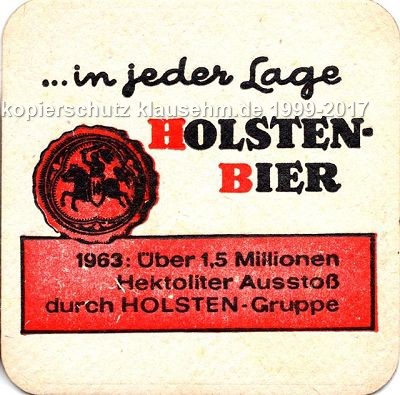 ...in jeder Lage
kopierschutz klausehm.de 1999-2017
HOLSTEN-
BIER
1963: Über 1,5 Millionen
Hektoliter Ausstoß
durch HOLSTEN-Gruppe